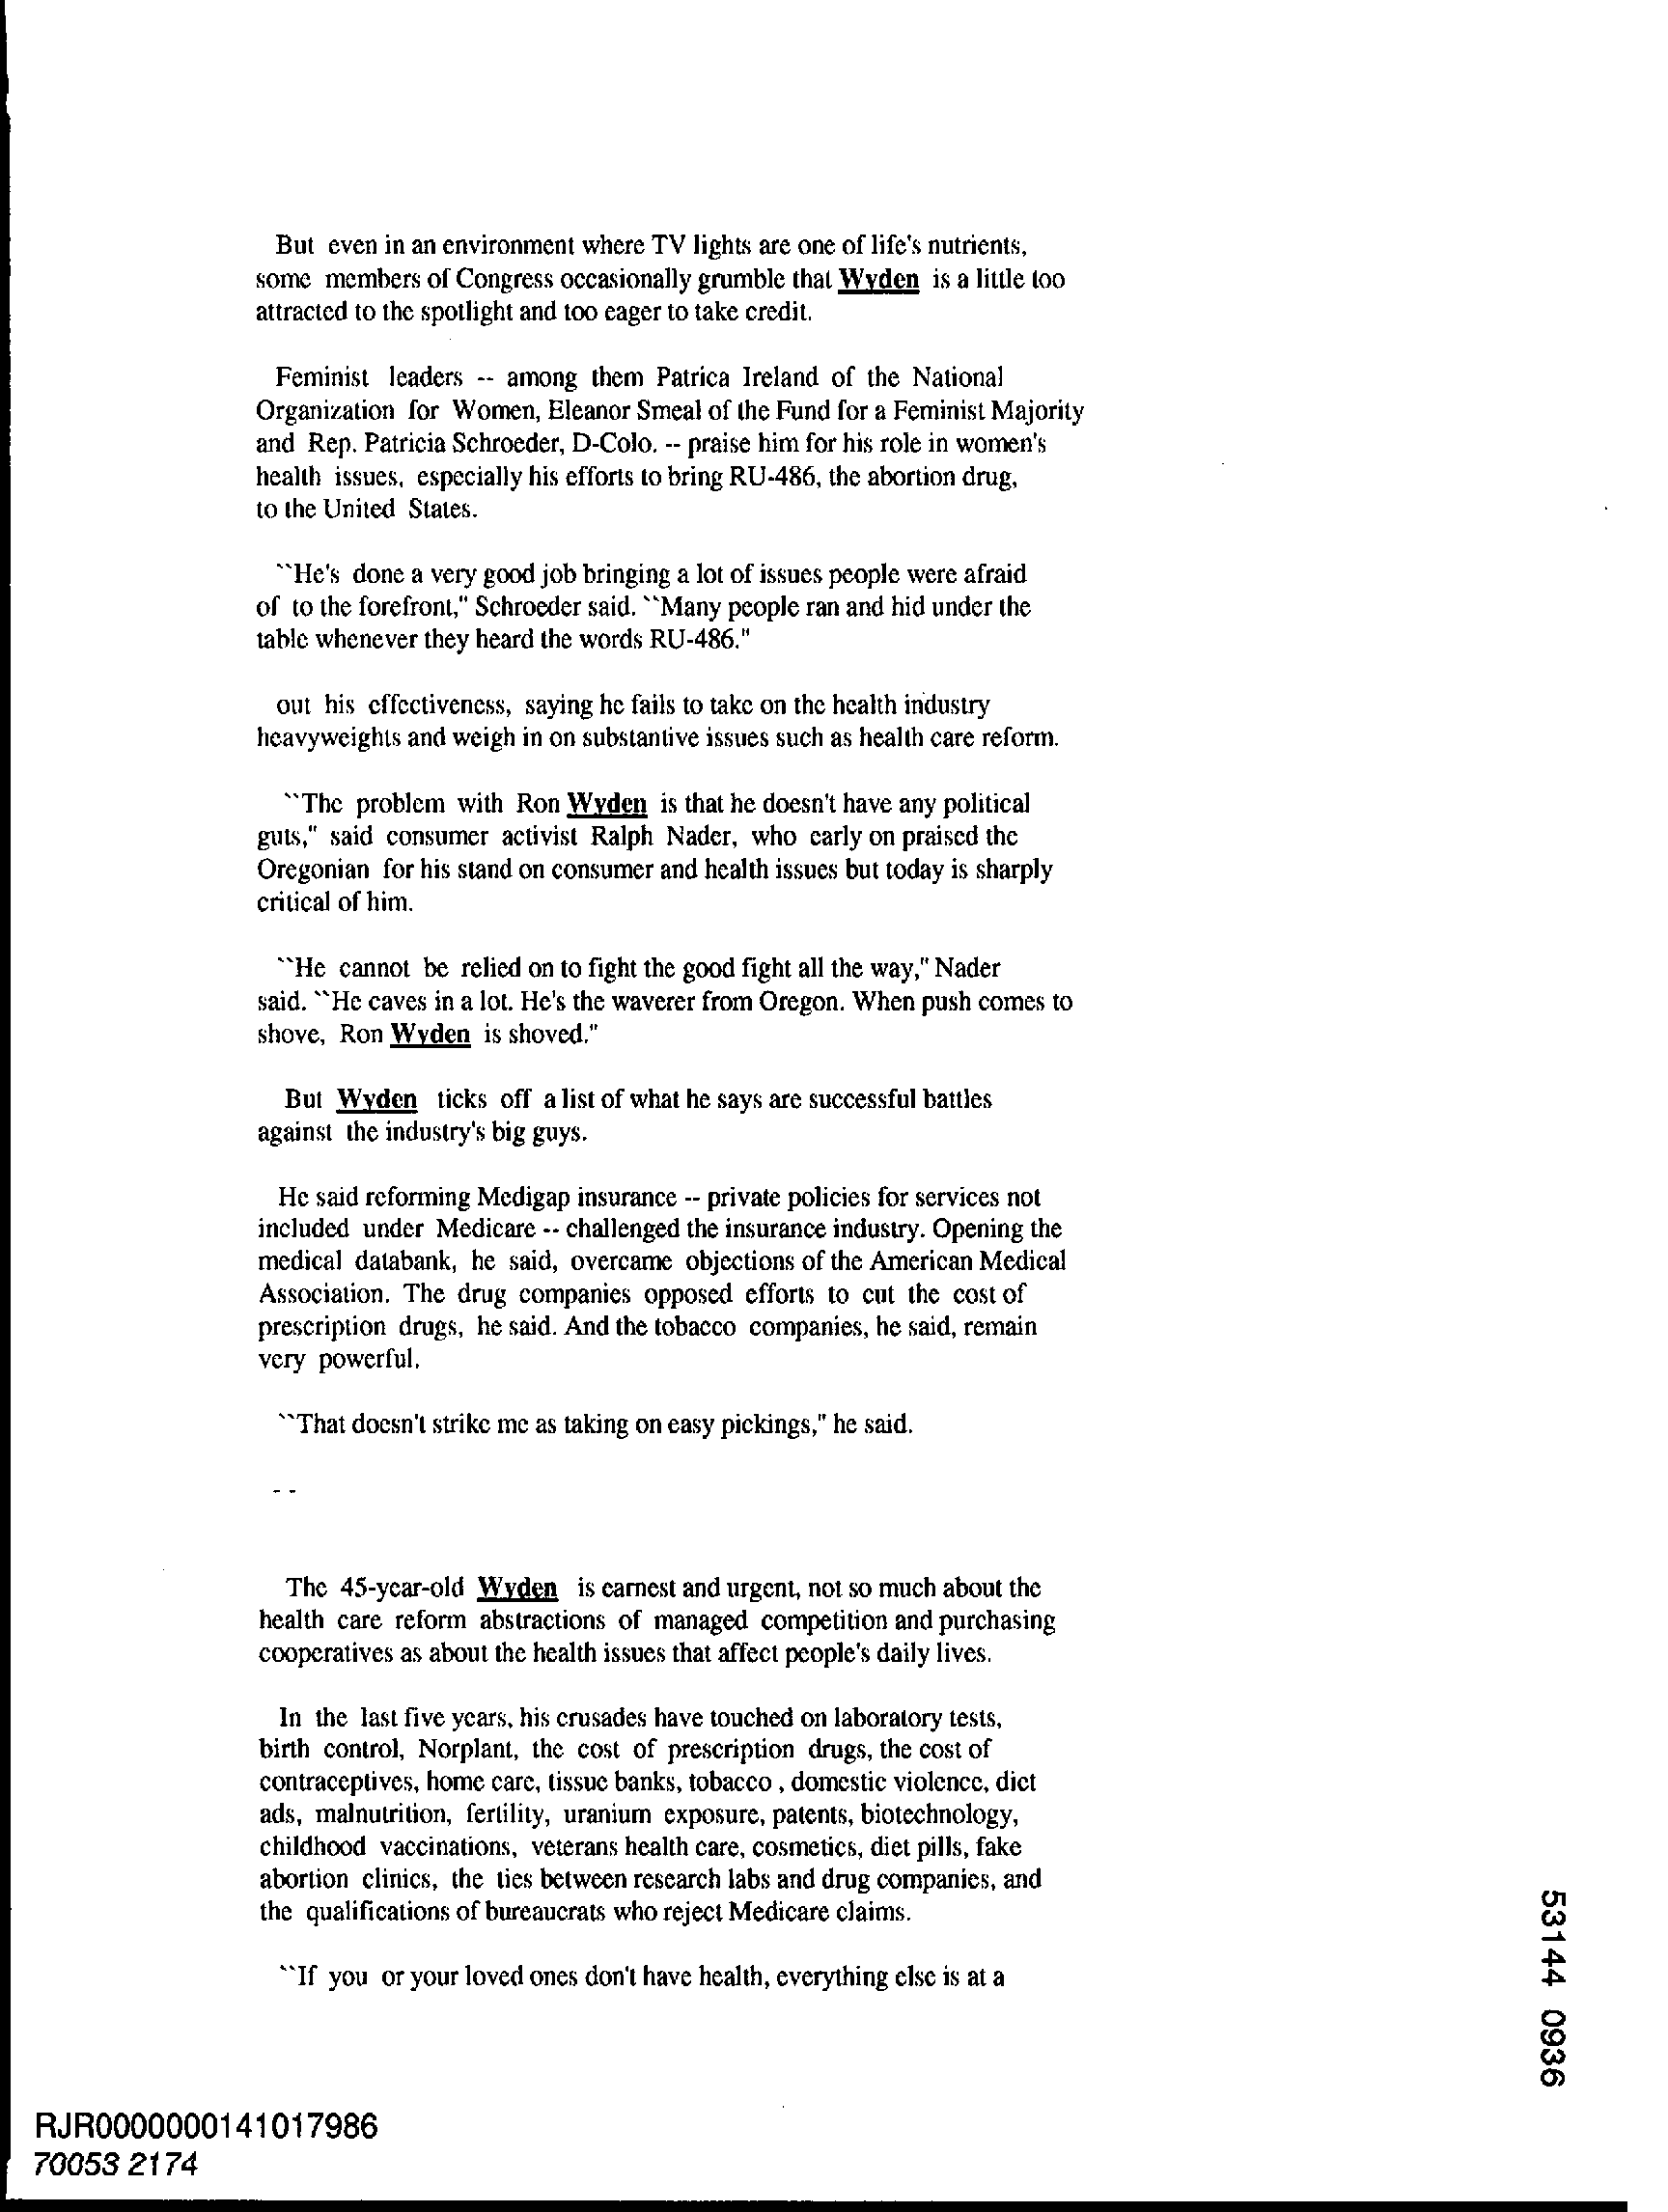 But even in an environment where TV lights are one of life's nutrients,
some members of Congress occasionally grumble that Wyden is a little too
attracted to the spotlight and too eager to take credit.
Feminist leaders -- among them Patrica Ireland of the National
Organization for Women, Eleanor Smeal of the Fund for a Feminist Majority
and Rep. Patricia Schroeder, D-Colo. -- praise him for his role in women's
health issues, especially his efforts to bring RU-486, the abortion drug,
to the United States.
``He's done a very good job bringing a lot of issues people were afraid
of to the forefront," Schroeder said. ``Many people ran and hid under the
table whenever they heard the words RU-486."
out his effectiveness, saying he fails to take on the health industry
heavyweights and weigh in on substantive issues such as health care reform.
``The problem with Ron Wyden is that he doesn't have any political
guts," said consumer activist Ralph Nader, who early on praised the
Oregonian for his stand on consumer and health issues but today is sharply
critical of him.
``He cannot be relied on to fight the good fight all the way," Nader
said. ``He caves in a lot. He's the waverer from Oregon. When push comes to
shove, Ron Wyden is shoved."
But Wyden ticks off a list of what he says are successful battles
against the industry's big guys.
He said reforming Medigap insurance -- private policies for services not
included under Medicare -- challenged the insurance industry. Opening the
medical databank, he said, overcame objections of the American Medical
Association. The drug companies opposed efforts to cut the cost of
prescription drugs, he said. And the tobacco companies, he said, remain
very powerful.
``That doesn't strike me as taking on easy pickings," he said.
- -
The 45-year-old Wyden is earnest and urgent, not so much about the
health care reform abstractions of managed competition and purchasing
cooperatives as about the health issues that affect people's daily lives.
In the last five years, his crusades have touched on laboratory tests,
birth control, Norplant, the cost of prescription drugs, the cost of
contraceptives, home care, tissue banks, tobacco , domestic violence, diet
ads, malnutrition, fertility, uranium exposure, patents, biotechnology,
childhood vaccinations, veterans health care, cosmetics, diet pills, fake
abortion clinics, the ties between research labs and drug companies, and
the qualifications of bureaucrats who reject Medicare claims.
``If you or your loved ones don't have health, everything else is at a
53144 0936
RJR0000000141017986
70053 2174